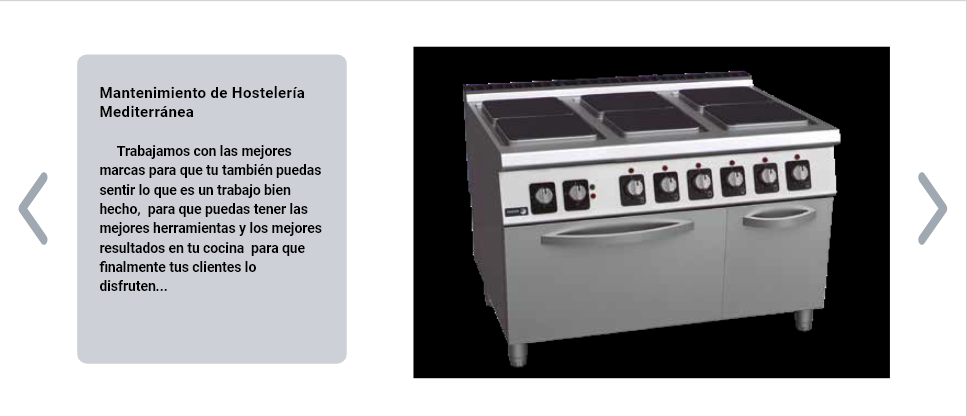 Mantenimiento de Hostelería
Mediterránea
Trabajamos con las mejores
marcas para que tu también puedas
sentir lo que es un trabajo bien
hecho,  para que puedas tener las
mejores herramientas y los mejores
resultados en tu cocina  para que
finalmente tus clientes lo
disfruten...